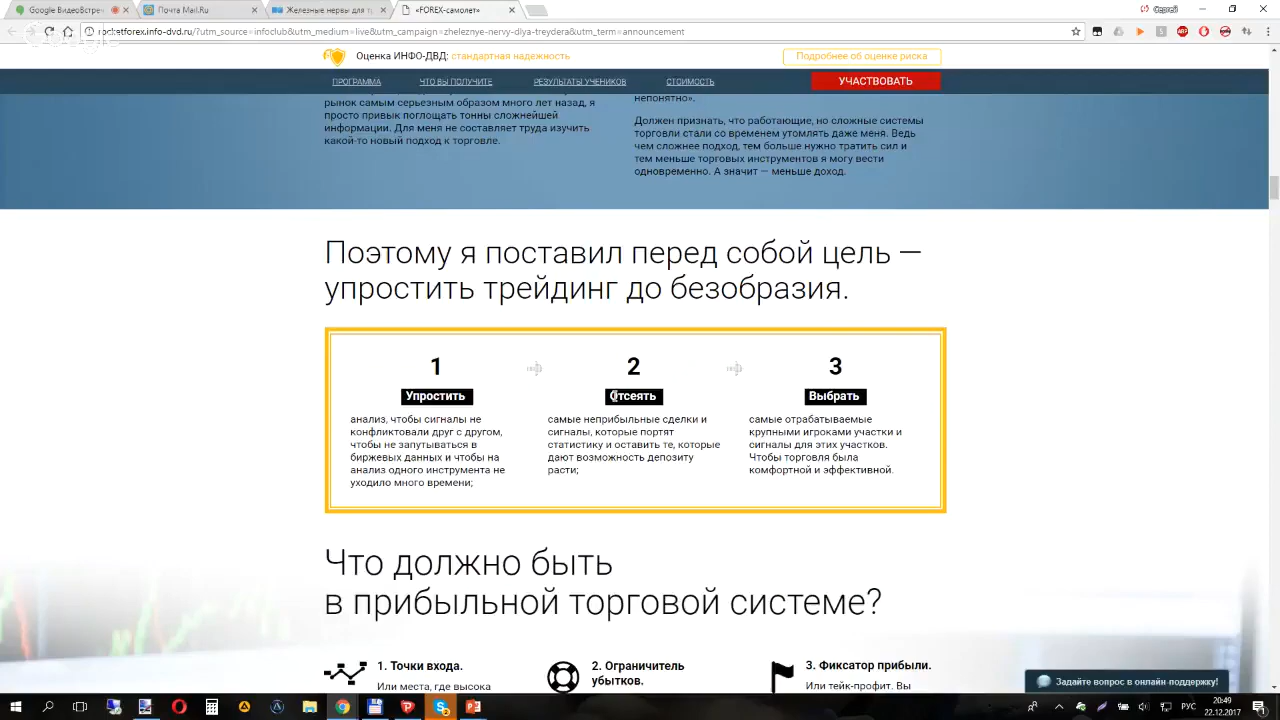 Google ВидеоВстреч
Почта Mail.Ru
Железные нервы для тр
«FOREX-самолет»
rocketforex.info-dvd.ru/?utm_source=infoclub&utm_medium=live&utm_campaign=zheleznye-nervy-dlya-treydera&utm_term=announcement
Google
Оценка ИНФО-ДВД: стандартная надежность
Подробнее об оценке риска
ПРОГРАММА
ЧТО ВЫ ПОЛУЧИТЕ
РЕЗУЛЬТАТЫ УЧЕНИКОВ
СТОИМОСТЬ
УЧАСТВОВАТЬ
рынок самым серьезным образом много лет назад, я
просто привык поглощать тонны сложнейшей
информации. Для меня не составляет труда изучить
какой-то новый подход к торговле.
непонятно».
Должен признать, что работающие, но сложные системы
торговли стали со временем утомлять даже меня. Ведь
чем сложнее подход, тем больше нужно тратить сил и
тем меньше торговых инструментов я могу вести
одновременно. А значит — меньше доход.
Поэтому я поставил перед собой цель —
упростить трейдинг до безобразия.
1
Упростить
анализ, чтобы сигналы не
конфликтовали друг с другом,
чтобы не запутываться в
биржевых данных и чтобы на
анализ одного инструмента не
уходило много времени;
2
Отсеять
самые неприбыльные сделки и
сигналы, которые портят
статистику и оставить те, которые
дают возможность депозиту
расти;
3
Выбрать
самые отрабатываемые
крупными игроками участки и
сигналы для этих участков.
Чтобы торговля была
комфортной и эффективной.
Что должно быть
в прибыльной торговой системе?
1. Точки входа.
Или места, где высока
2. Ограничитель
убытков.
3. Фиксатор прибыли.
Или тейк-профит. Вы
Задайте вопрос в онлайн-поддержку!
РУС
20:49
22.12.2017